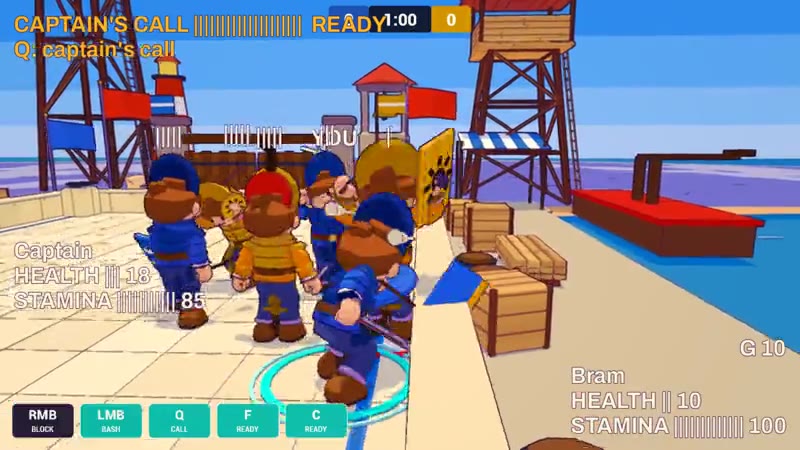 CAPTAIN'S CALL |||||||||||||||||||| READY
Q: captain's call
1:00
0
YOU
Captain
HEALTH ||| 18
STAMINA ||||||||||| 85
G 10
Bram
HEALTH || 10
STAMINA ||||||||||||| 100
RMB
BLOCK
LMB
BASH
Q
CALL
F
READY
C
READY